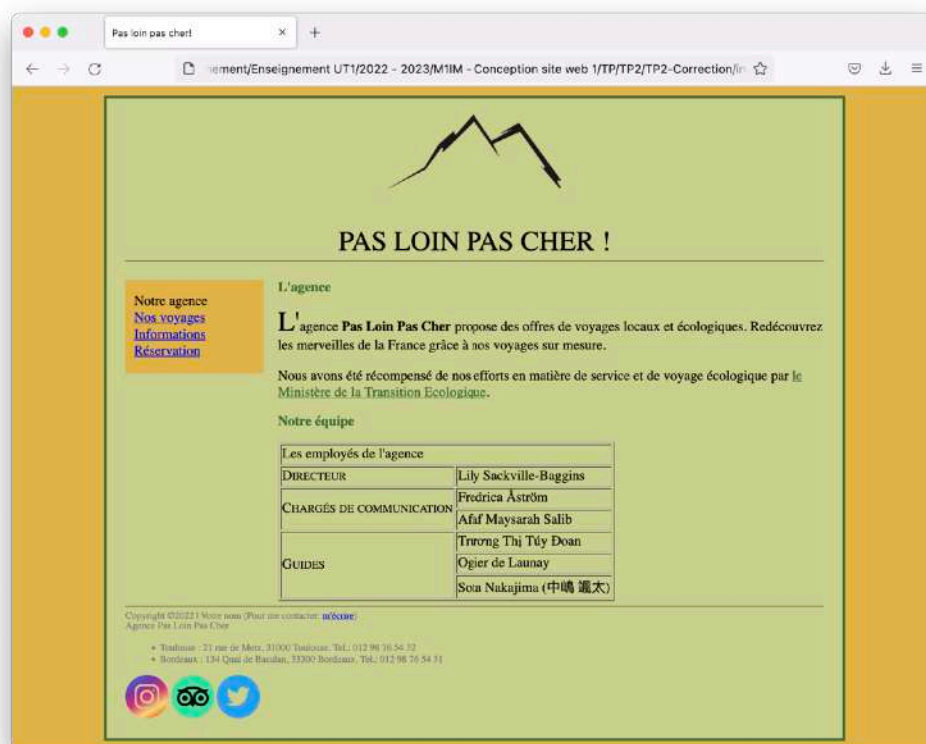 Pas loin pas cher!
ement/Enseignement UT1/2022 - 2023/M1IM - Conception site web 1/TP/TP2/TP2-Correction/in
PAS LOIN PAS CHER !
Notre agence
Nos voyages
Informations
Réservation
L'agence
L'agence Pas Loin Pas Cher propose des offres de voyages locaux et écologiques. Redécouvrez
les merveilles de la France grâce à nos voyages sur mesure.
Nous avons été récompensé de nos efforts en matière de service et de voyage écologique par le
Ministère de la Transition Ecologique.
Notre équipe
Les employés de l'agence
DIRECTEUR
Lily Sackville-Baggins
CHARGÉS DE COMMUNICATION
Fredrica Åström
Afaf Maysarah Salib
GUIDES
Trương Thị Túy Đoan
Ogier de Launay
Sota Nakajima (中嶋 颯太)
Copyright ©2022 | Votre nom (Pour me contacter: m'écrire)
Agence Pas Loin Pas Cher
• Toulouse : 21 rue de Metz, 31000 Toulouse. Tel.: 012 98 76 54 32
• Bordeaux : 134 Quai de Bacalan, 33300 Bordeaux. Tel.: 012 98 76 54 31